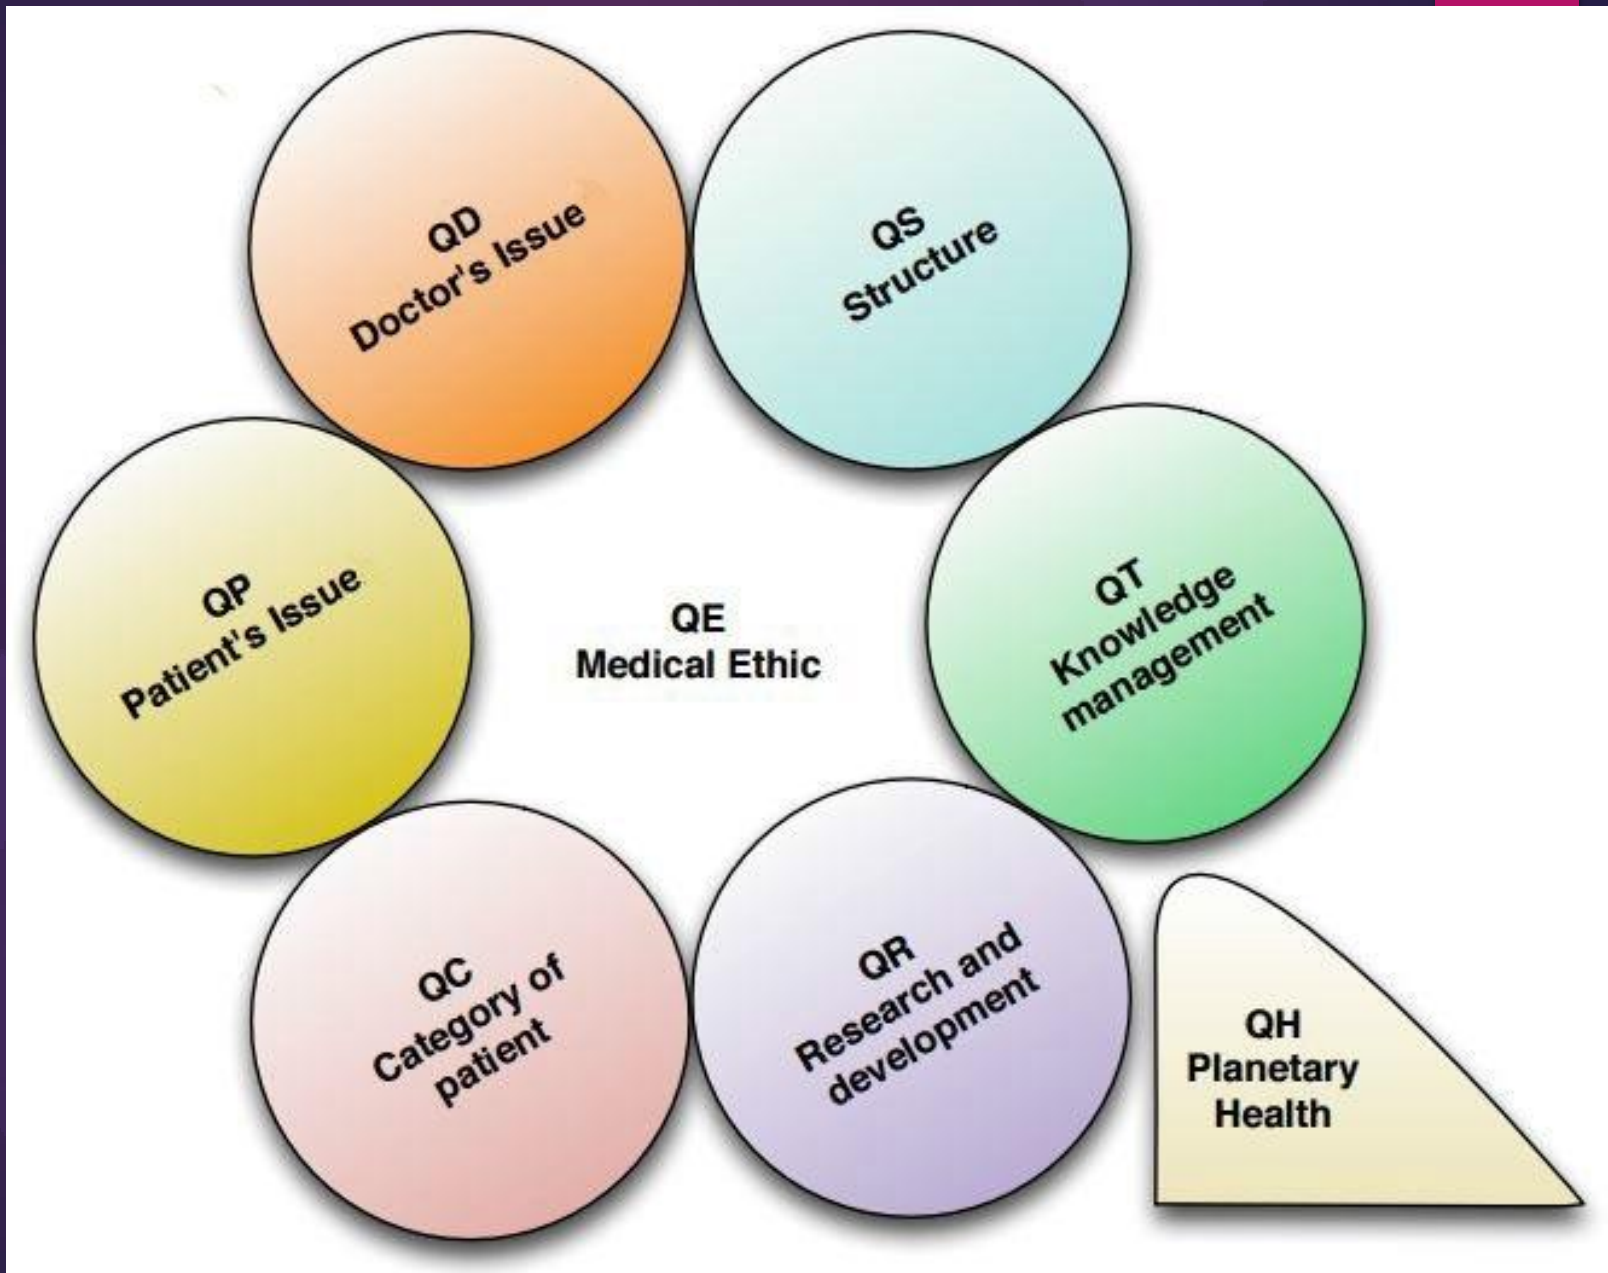 QD
Doctor's Issue
QS
Structure
QP
Patient's Issue
QE
Medical Ethic
QT
Knowledge
management
QC
Category of
patient
QR
Research and
development
QH
Planetary
Health